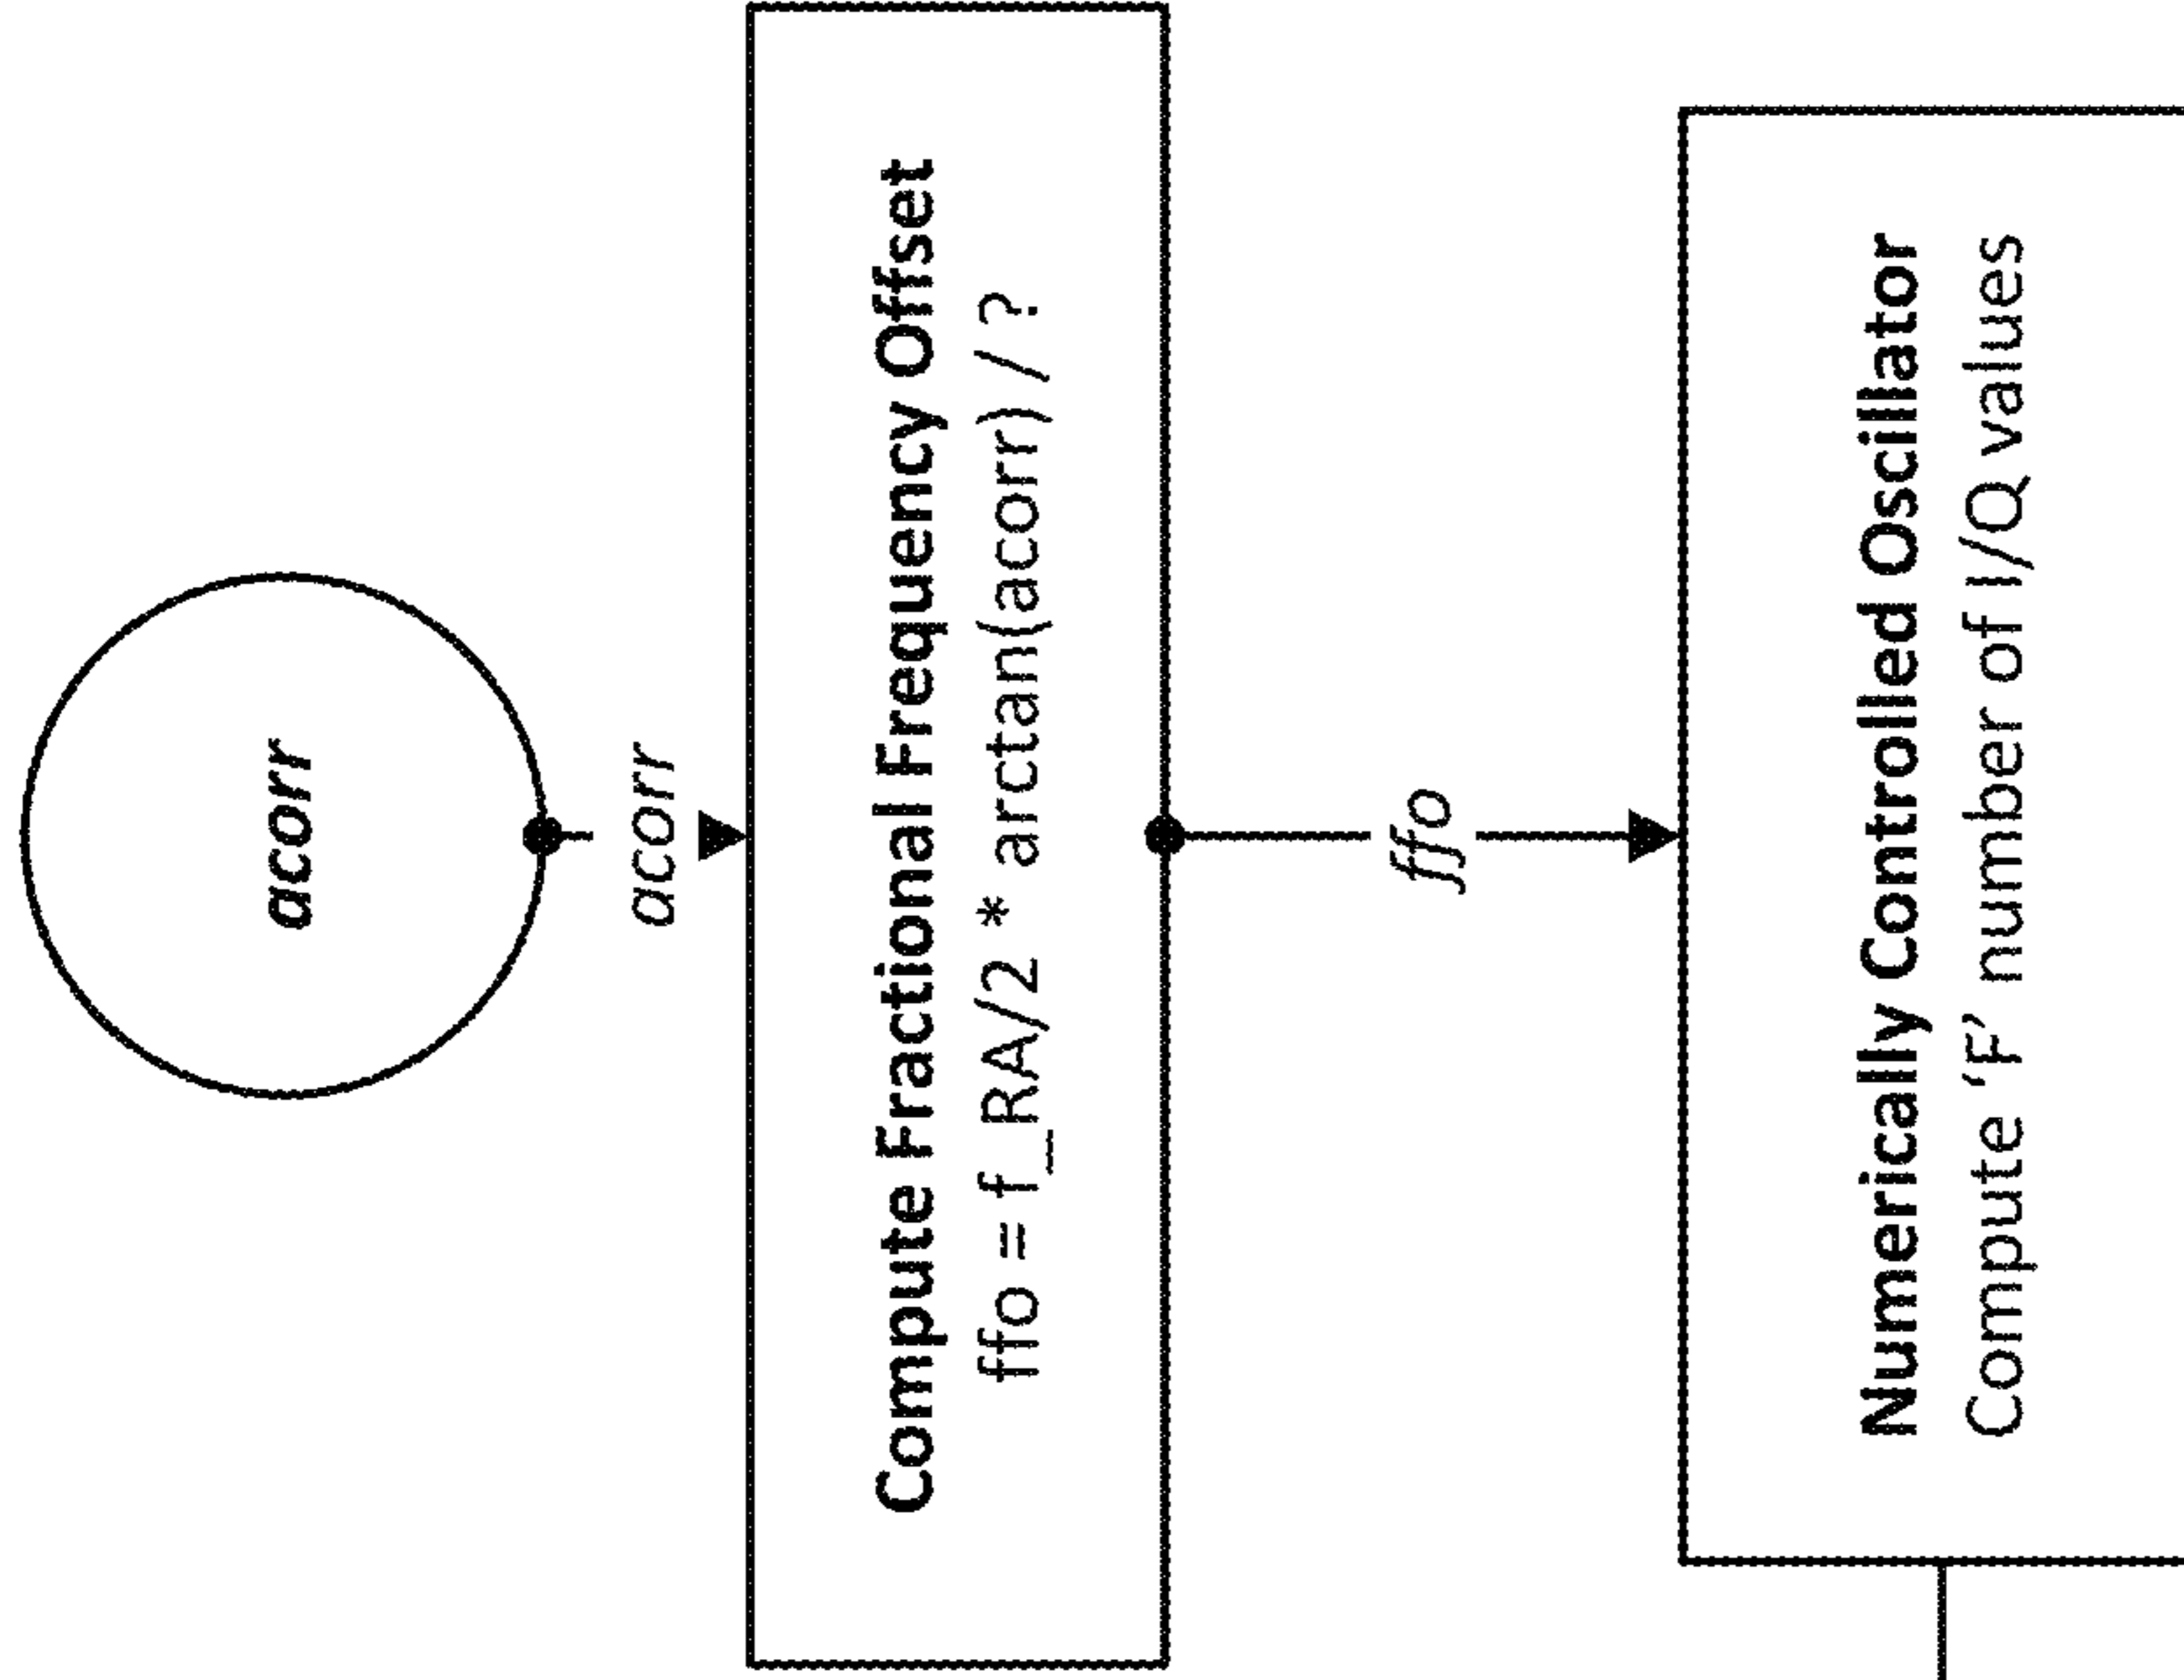 acorr
acorr
Compute Fractional Frequency Offset
ffo = f_RA/2 * arctan(acorr) / ?
ffo
Numerically Controlled Oscillator
Compute ‘F’ number of I/Q values